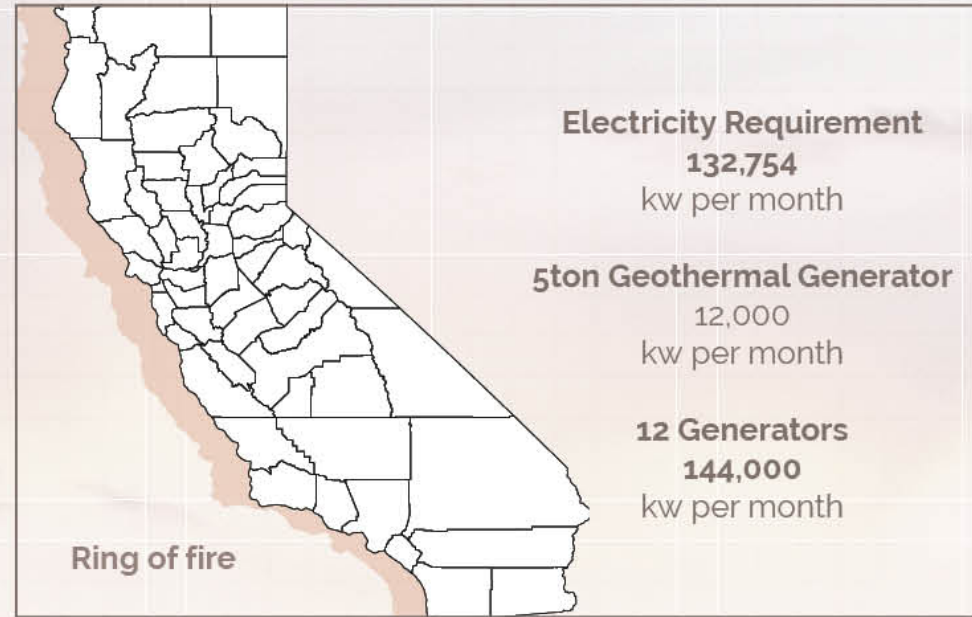 Electricity Requirement
132,754
kw per month
5ton Geothermal Generator
12,000
kw per month
12 Generators
144,000
kw per month
Ring of fire